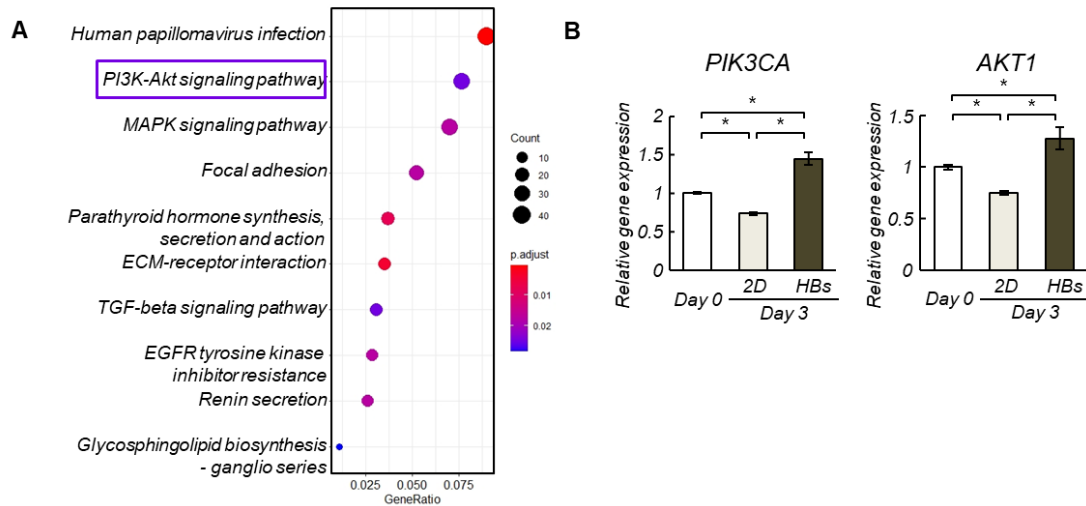 A
Human papillomavirus infection
PI3K-Akt signaling pathway
MAPK signaling pathway
Focal adhesion
Parathyroid hormone synthesis,
secretion and action
ECM-receptor interaction
TGF-beta signaling pathway
EGFR tyrosine kinase
inhibitor resistance
Renin secretion
Glycosphingolipid biosynthesis
- ganglio series
0.025 0.050 0.075
GeneRatio
Count
10
20
30
40
p.adjust
0.01
0.02
B
PIK3CA
*
* *
Relative gene expression
2
1.5
1
0.5
0
Day 0 2D HBs
Day 3
AKT1
*
* *
Relative gene expression
1.5
1
0.5
0
Day 0 2D HBs
Day 3